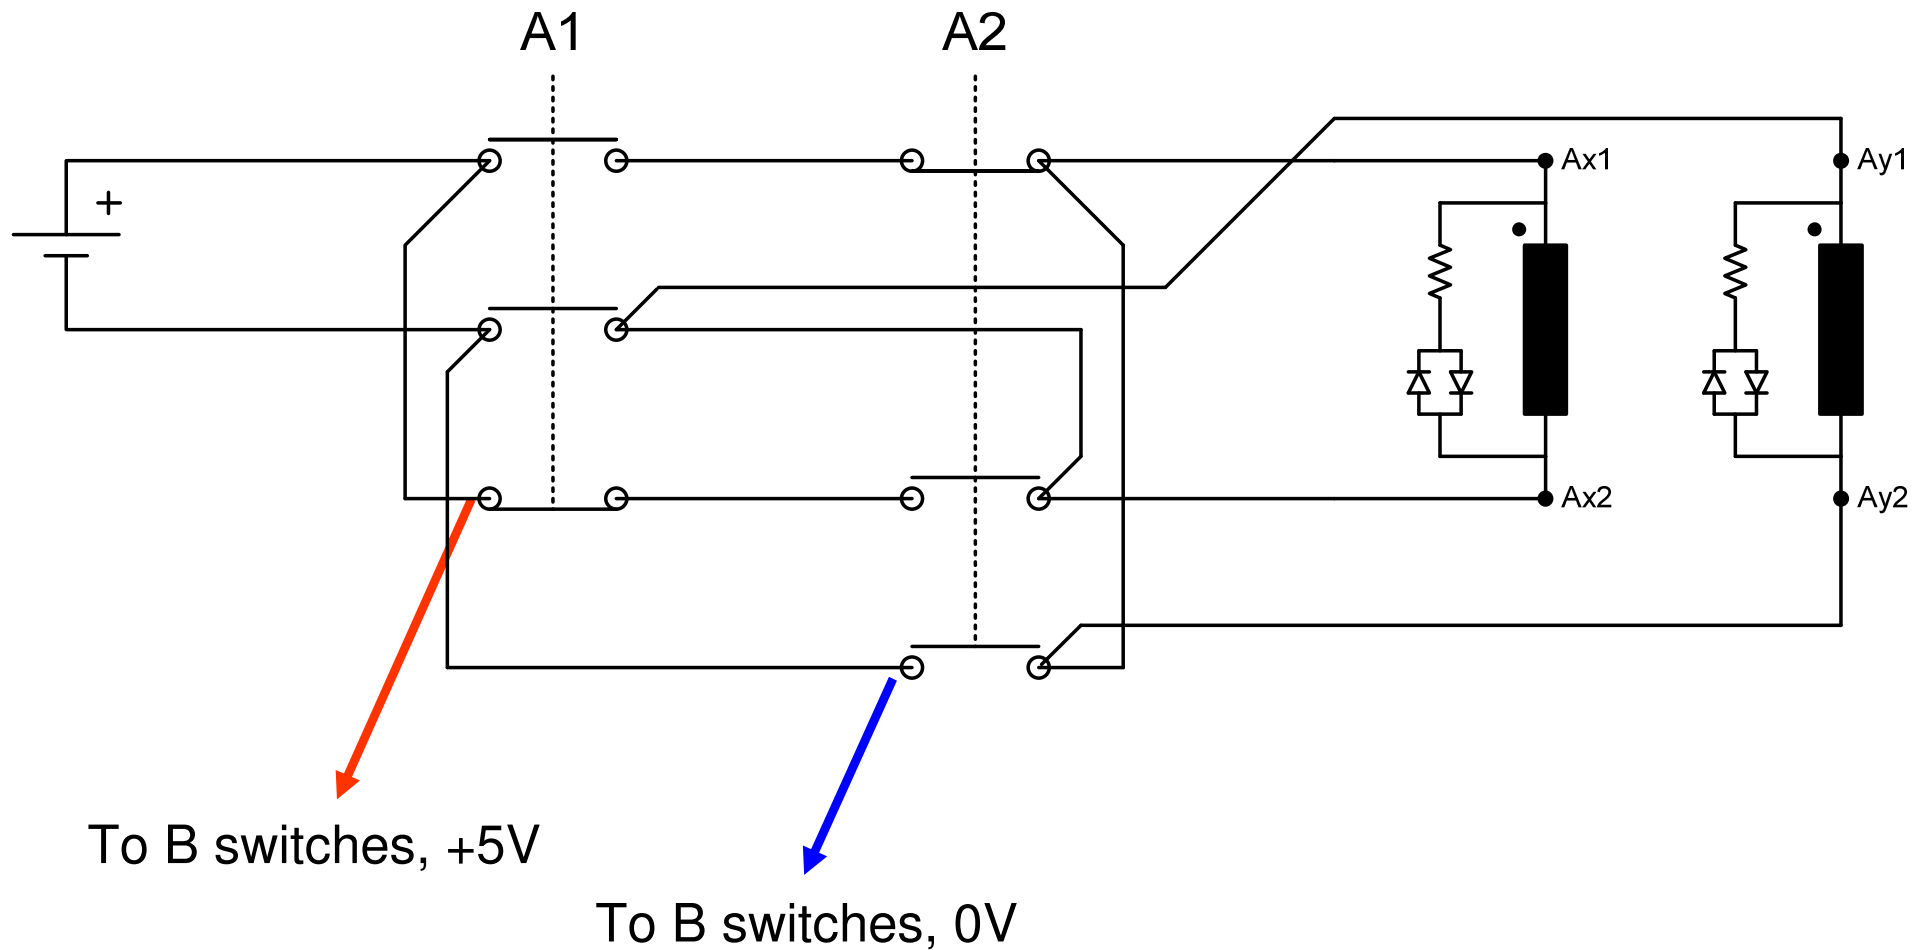 A1
A2
+
Ax1
Ay1
Ax2
Ay2
To B switches, +5V
To B switches, 0V